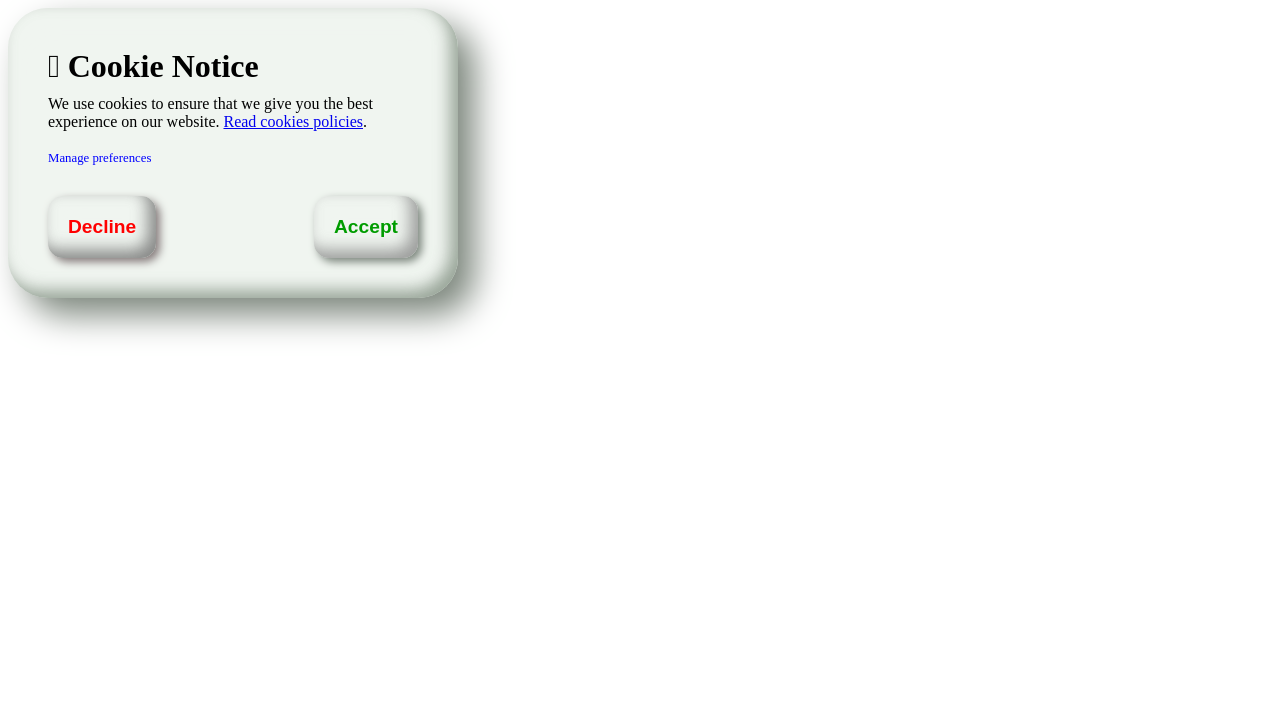 Cookie Notice
We use cookies to ensure that we give you the best
experience on our website. Read cookies policies.
Manage preferences
Decline
Accept